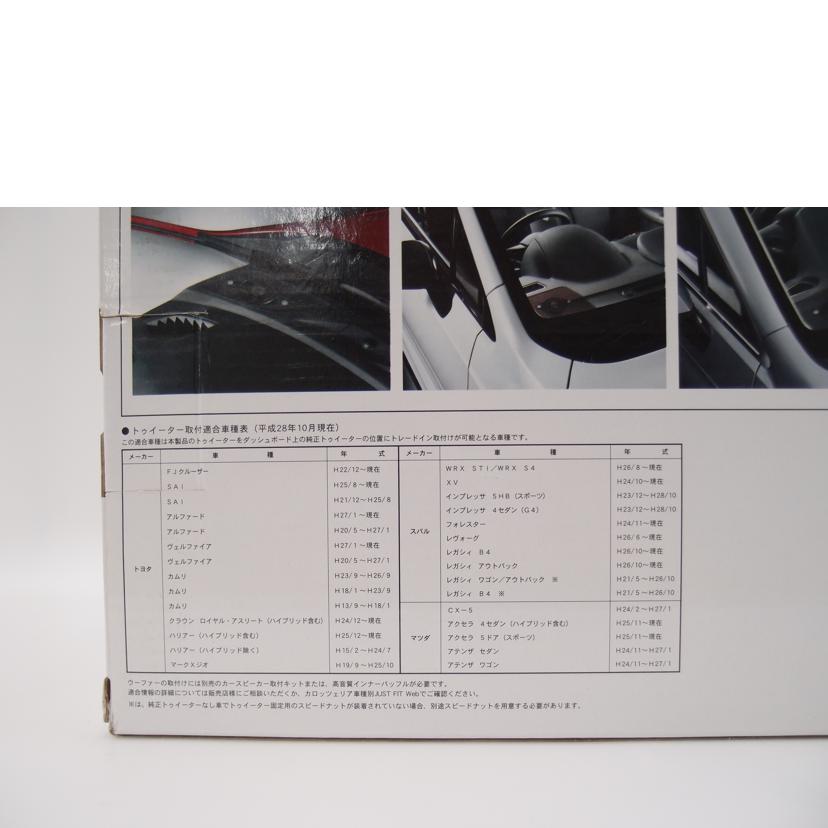 ●トゥイーター取付適合車種表（平成28年10月現在）
この適合車種は本製品のトゥイーターをダッシュボード上の純正トゥイーターの位置にトレードイン取付けが可能となる車種です。
メーカー 車種 年式
トヨタ
FJクルーザー H22/12～現在
SAI H25/8～現在
SAI H21/12～H25/8
アルファード H27/1～現在
アルファード H20/5～H27/1
ヴェルファイア H27/1～現在
ヴェルファイア H20/5～H27/1
カムリ H23/9～H26/9
カムリ H18/1～H23/9
カムリ H13/9～H18/1
クラウン ロイヤル・アスリート（ハイブリッド含む） H24/12～現在
ハリアー（ハイブリッド含む） H25/12～現在
ハリアー（ハイブリッド除く） H15/2～H24/7
マークXジオ H19/9～H25/10
メーカー 車種 年式
スバル
WRX STi／WRX S4 H26/8～現在
XV H24/10～現在
インプレッサ 5HB（スポーツ） H23/12～H28/10
インプレッサ 4セダン（G4） H23/12～H28/10
フォレスター H24/11～現在
レヴォーグ H26/6～現在
レガシィ B4 H26/10～現在
レガシィ アウトバック H26/10～現在
レガシィ ワゴン／アウトバック ※ H21/5～H26/10
レガシィ B4 ※ H21/5～H26/10
マツダ
CX－5 H24/2～H27/1
アクセラ 4セダン（ハイブリッド含む） H25/11～現在
アクセラ 5ドア（スポーツ） H25/11～現在
アテンザ セダン H24/11～H27/1
アテンザ ワゴン H24/11～H27/1
ウーファーの取付けには別売のカースピーカー取付キットまたは、高音質インナーバッフルが必要です。
適合情報の詳細については販売店様にご相談いただくか、カロッツェリア車種別JUST FIT Webでご確認ください。
※は、純正トゥイーターなし車でトゥイーター固定用のスピードナットが装着されていない場合、別途スピードナットを用意する必要があります。